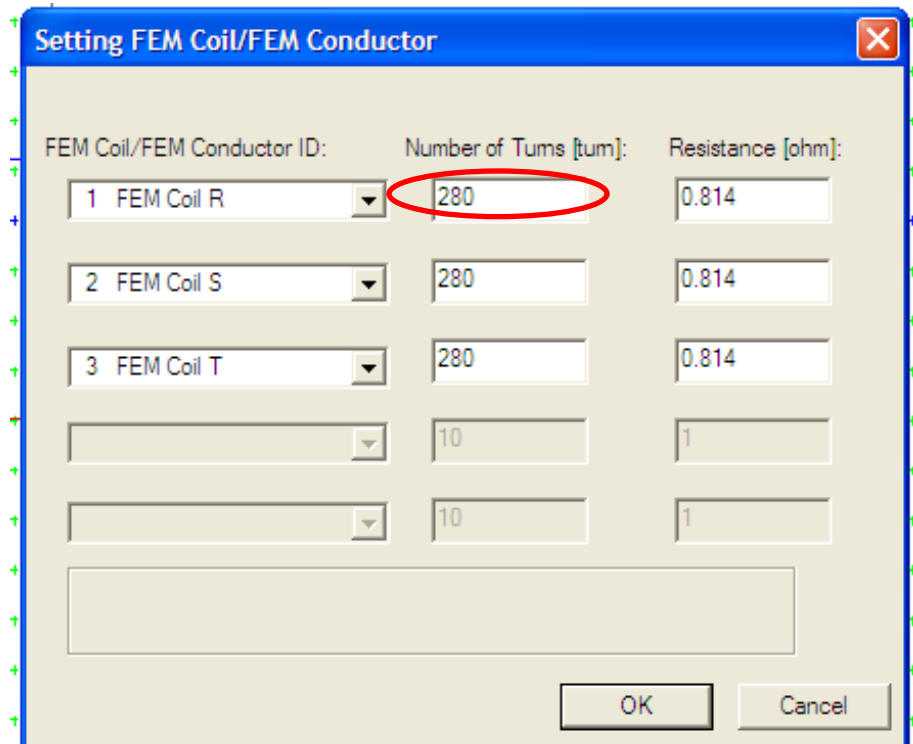 Setting FEM Coil/FEM Conductor
FEM Coil/FEM Conductor ID: Number of Turns [turn]: Resistance [ohm]:
1 FEM Coil R 280 0.814
2 FEM Coil S 280 0.814
3 FEM Coil T 280 0.814
10 1
10 1
OK Cancel